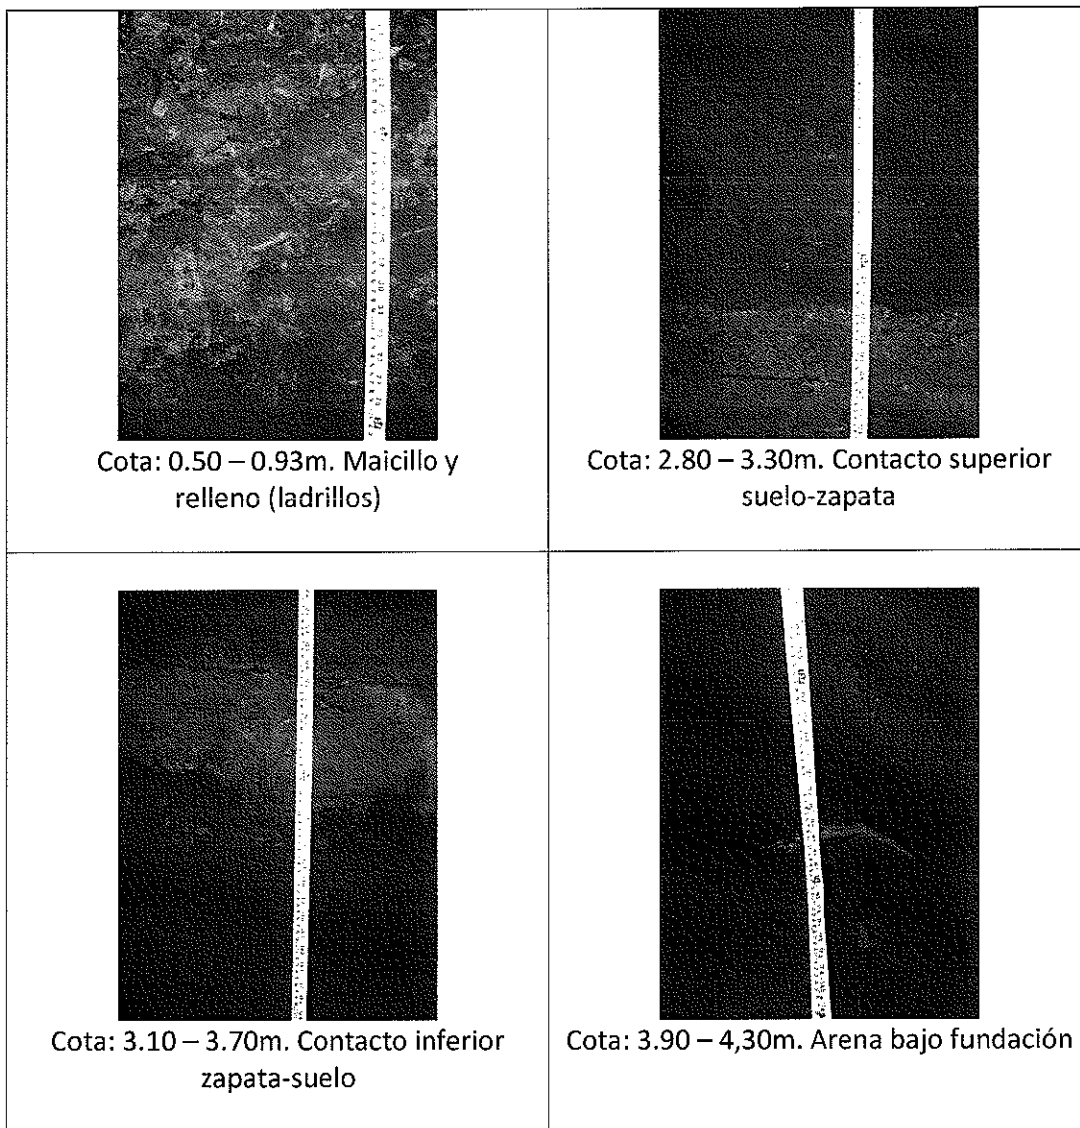 Cota: 0.50 – 0.93m. Maicillo y
relleno (ladrillos)
Cota: 2.80 – 3.30m. Contacto superior
suelo-zapata
Cota: 3.10 – 3.70m. Contacto inferior
zapata-suelo
Cota: 3.90 – 4,30m. Arena bajo fundación